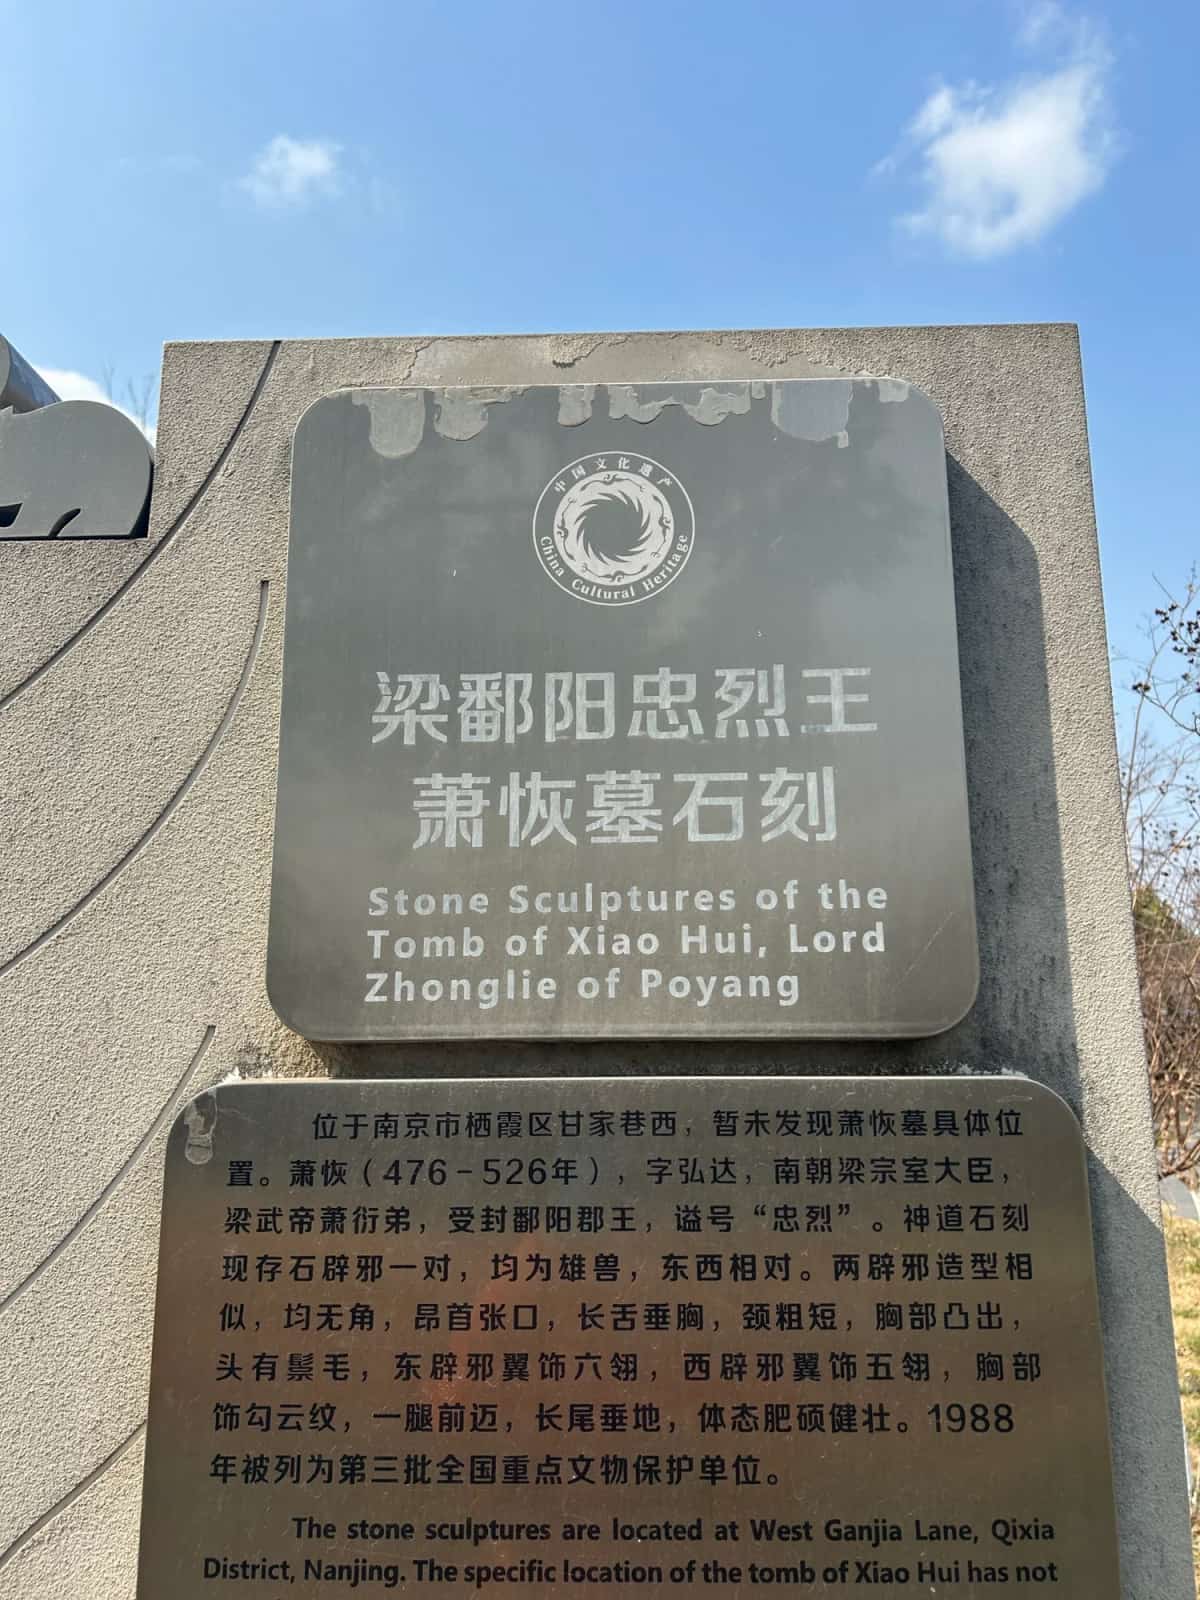 中国文化遗产
China Cultural Heritage
梁鄱阳忠烈王
萧恢墓石刻
Stone Sculptures of the
Tomb of Xiao Hui, Lord
Zhonglie of Poyang
位于南京市栖霞区甘家巷西，暂未发现萧恢墓具体位
置。萧恢（476－526年），字弘达，南朝梁宗室大臣，
梁武帝萧衍弟，受封鄱阳郡王，谥号“忠烈”。神道石刻
现存石辟邪一对，均为雄兽，东西相对。两辟邪造型相
似，均无角，昂首张口，长舌垂胸，颈粗短，胸部凸出，
头有鬃毛，东辟邪翼饰六翎，西辟邪翼饰五翎，胸部
饰勾云纹，一腿前迈，长尾垂地，体态肥硕健壮。1988
年被列为第三批全国重点文物保护单位。
The stone sculptures are located at West Ganjia Lane, Qixia
District, Nanjing. The specific location of the tomb of Xiao Hui has not